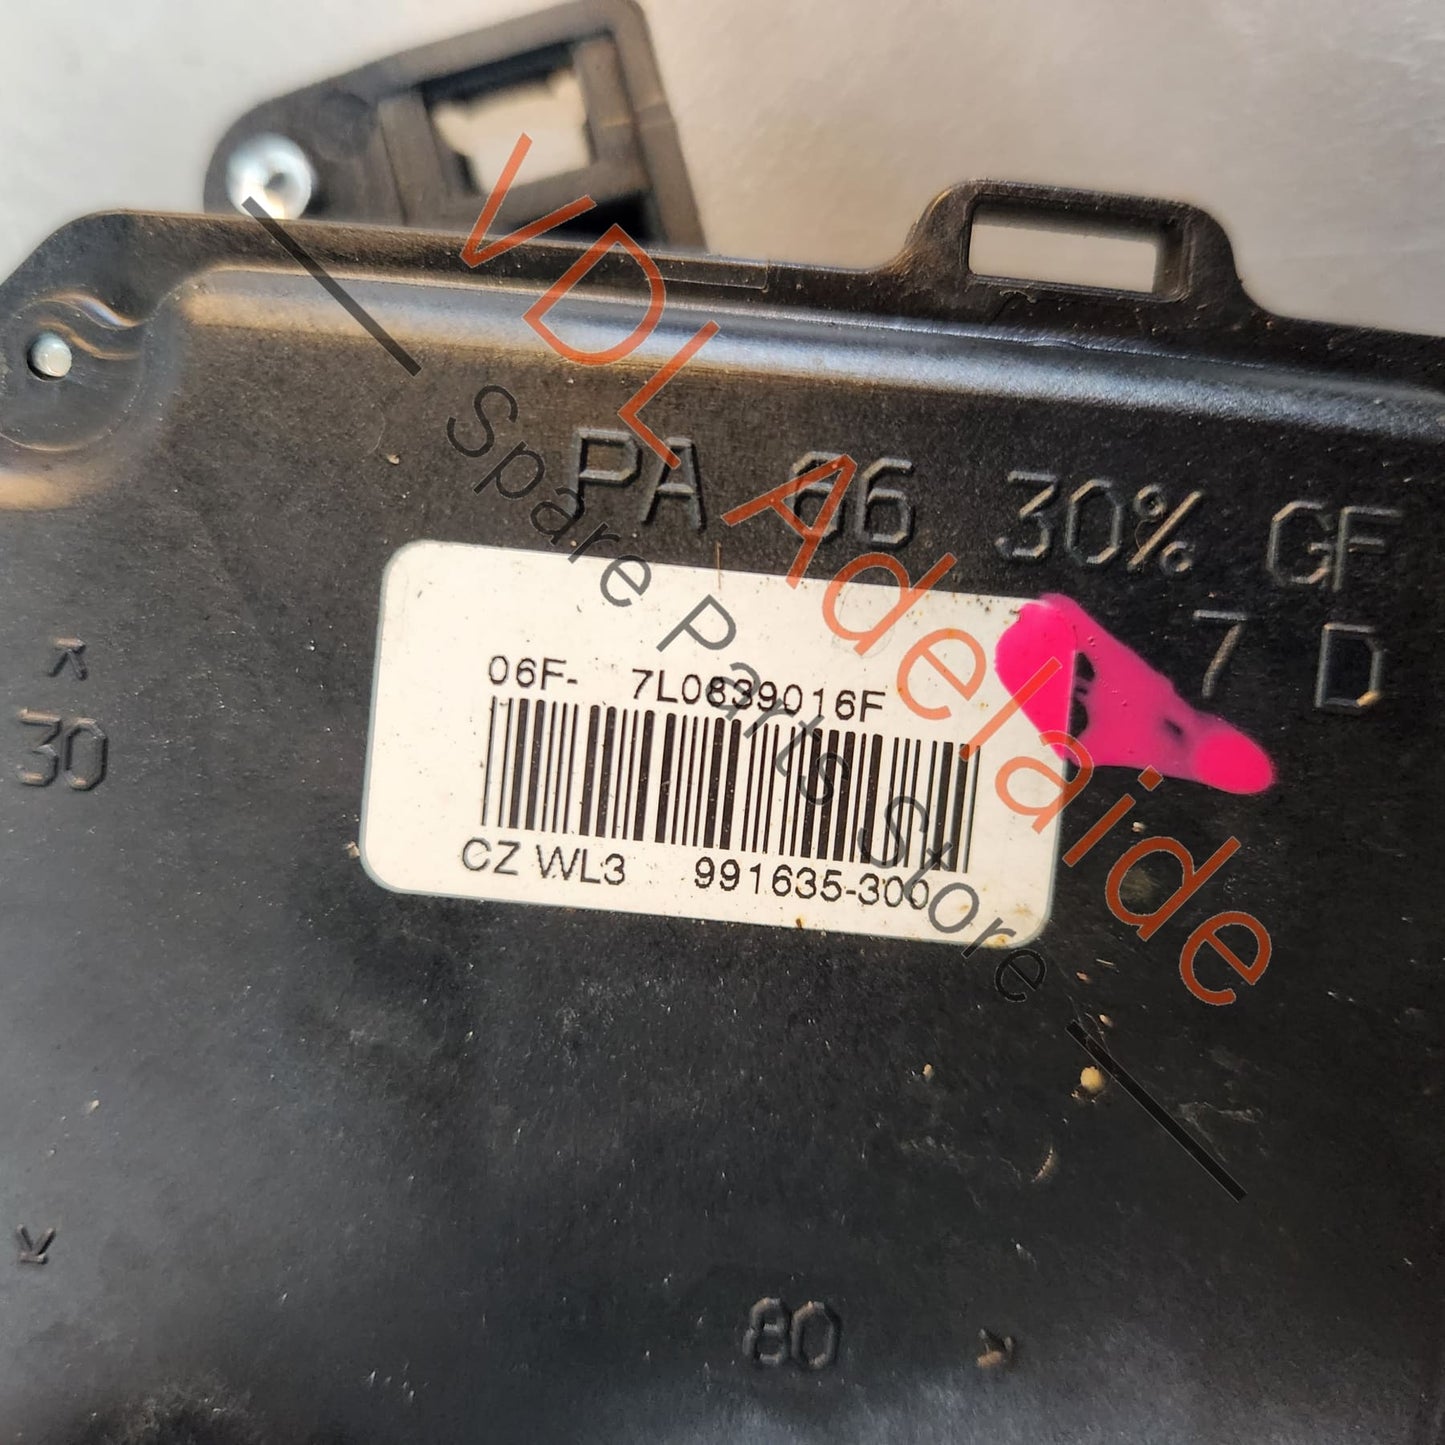 VDL Adelaide
Spare Parts Store
PA 66 30% GF
7 D
30
06F- 7L0839016F
CZ WL3 991635-300
80